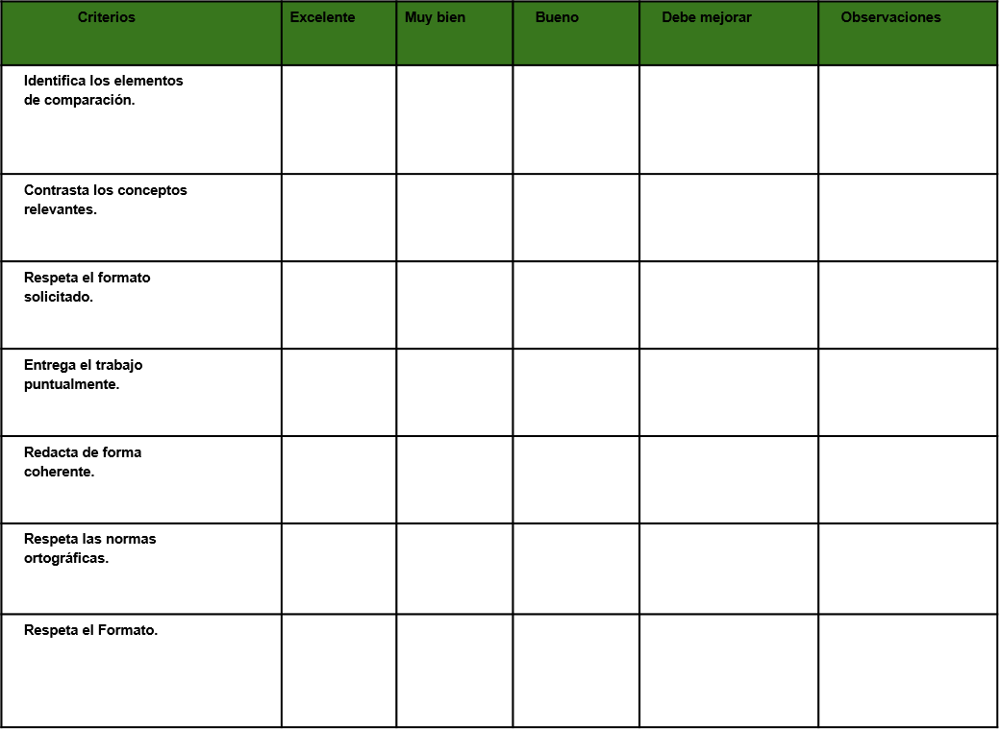 Criterios Excelente Muy bien Bueno Debe mejorar Observaciones
Identifica los elementos
de comparación.
Contrasta los conceptos
relevantes.
Respeta el formato
solicitado.
Entrega el trabajo
puntualmente.
Redacta de forma
coherente.
Respeta las normas
ortográficas.
Respeta el Formato.